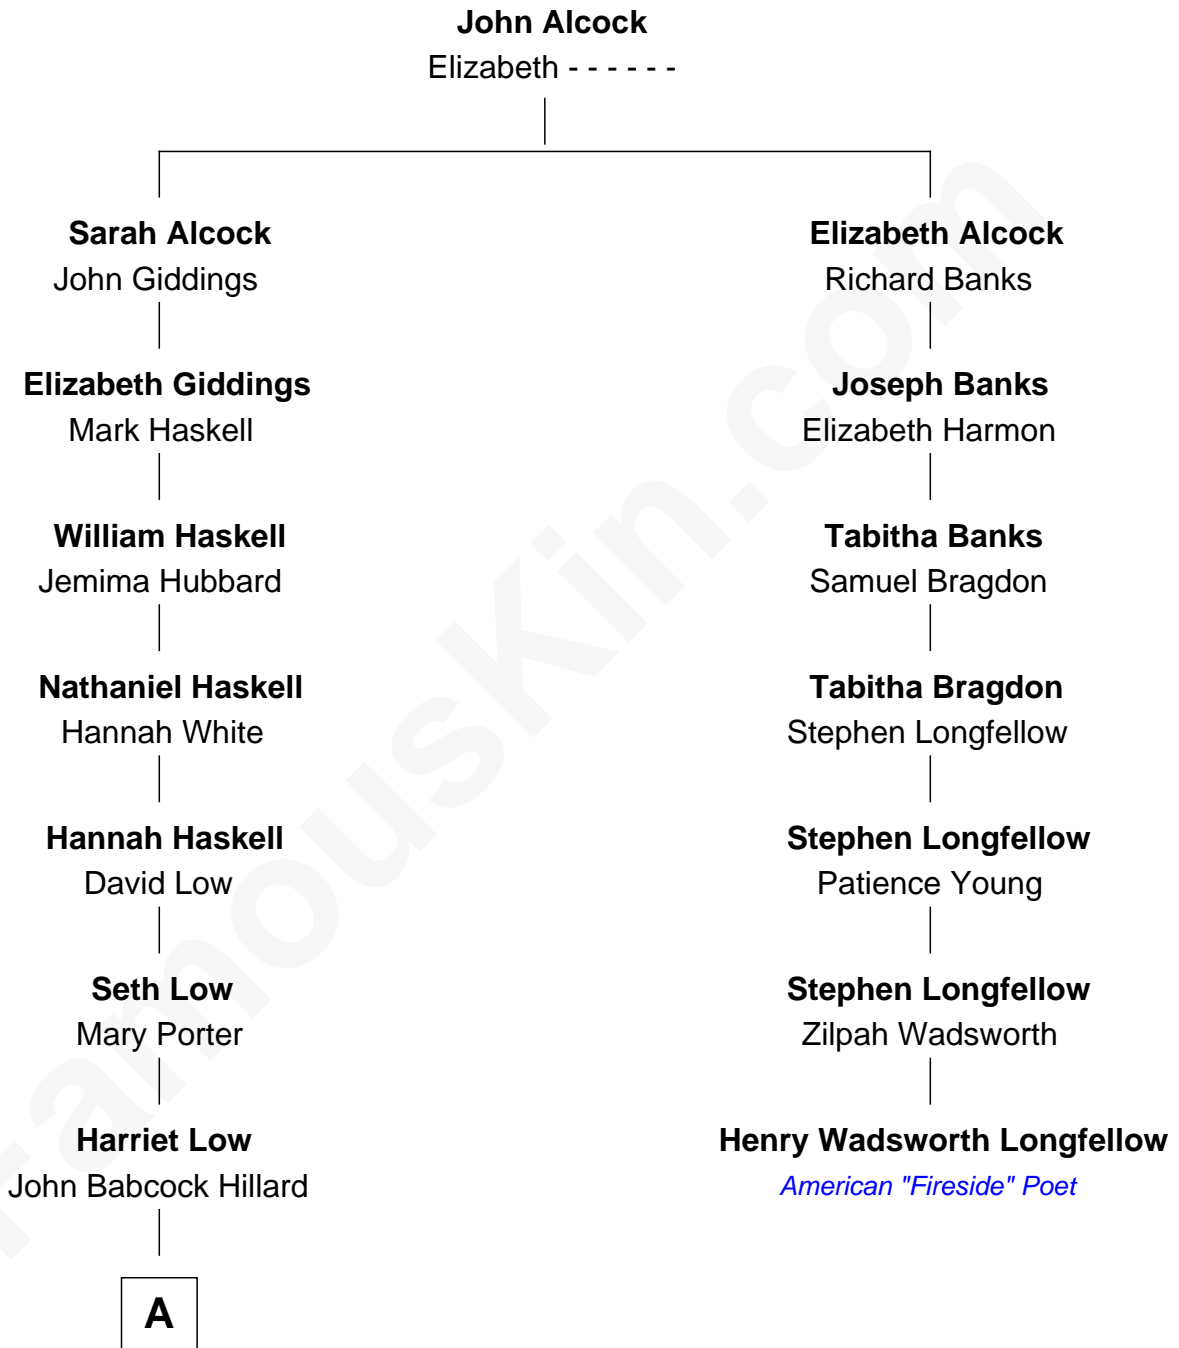 John Alcock
Elizabeth - - - - - -
Sarah Alcock
John Giddings
Elizabeth Alcock
Richard Banks
Elizabeth Giddings
Mark Haskell
Joseph Banks
Elizabeth Harmon
William Haskell
Jemima Hubbard
Tabitha Banks
Samuel Bragdon
Nathaniel Haskell
Hannah White
Tabitha Bragdon
Stephen Longfellow
Hannah Haskell
David Low
Stephen Longfellow
Patience Young
Seth Low
Mary Porter
Stephen Longfellow
Zilpah Wadsworth
Harriet Low
John Babcock Hillard
Henry Wadsworth Longfellow
American "Fireside" Poet
A
FamousKin.com